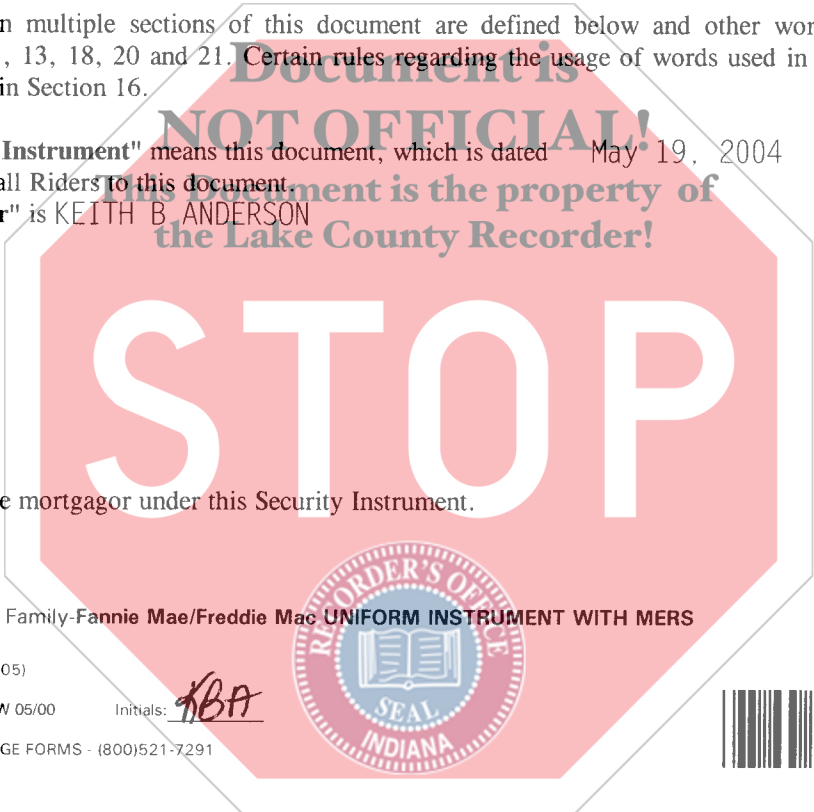 n multiple sections of this document are defined below and other wor
, 13, 18, 20 and 21. Certain rules regarding the usage of words used in
in Section 16.
Document is
NOT OFFICIAL!
Instrument" means this document, which is dated May 19, 2004
all Riders to this document.
This Document is the property of
r" is KEITH B ANDERSON
the Lake County Recorder!
STOP
e mortgagor under this Security Instrument.
RECORDER'S OFFICE
SEAL
INDIANA
Family-Fannie Mae/Freddie Mac UNIFORM INSTRUMENT WITH MERS
05)
W 05/00 Initials: KBA
GE FORMS - (800)521-7291